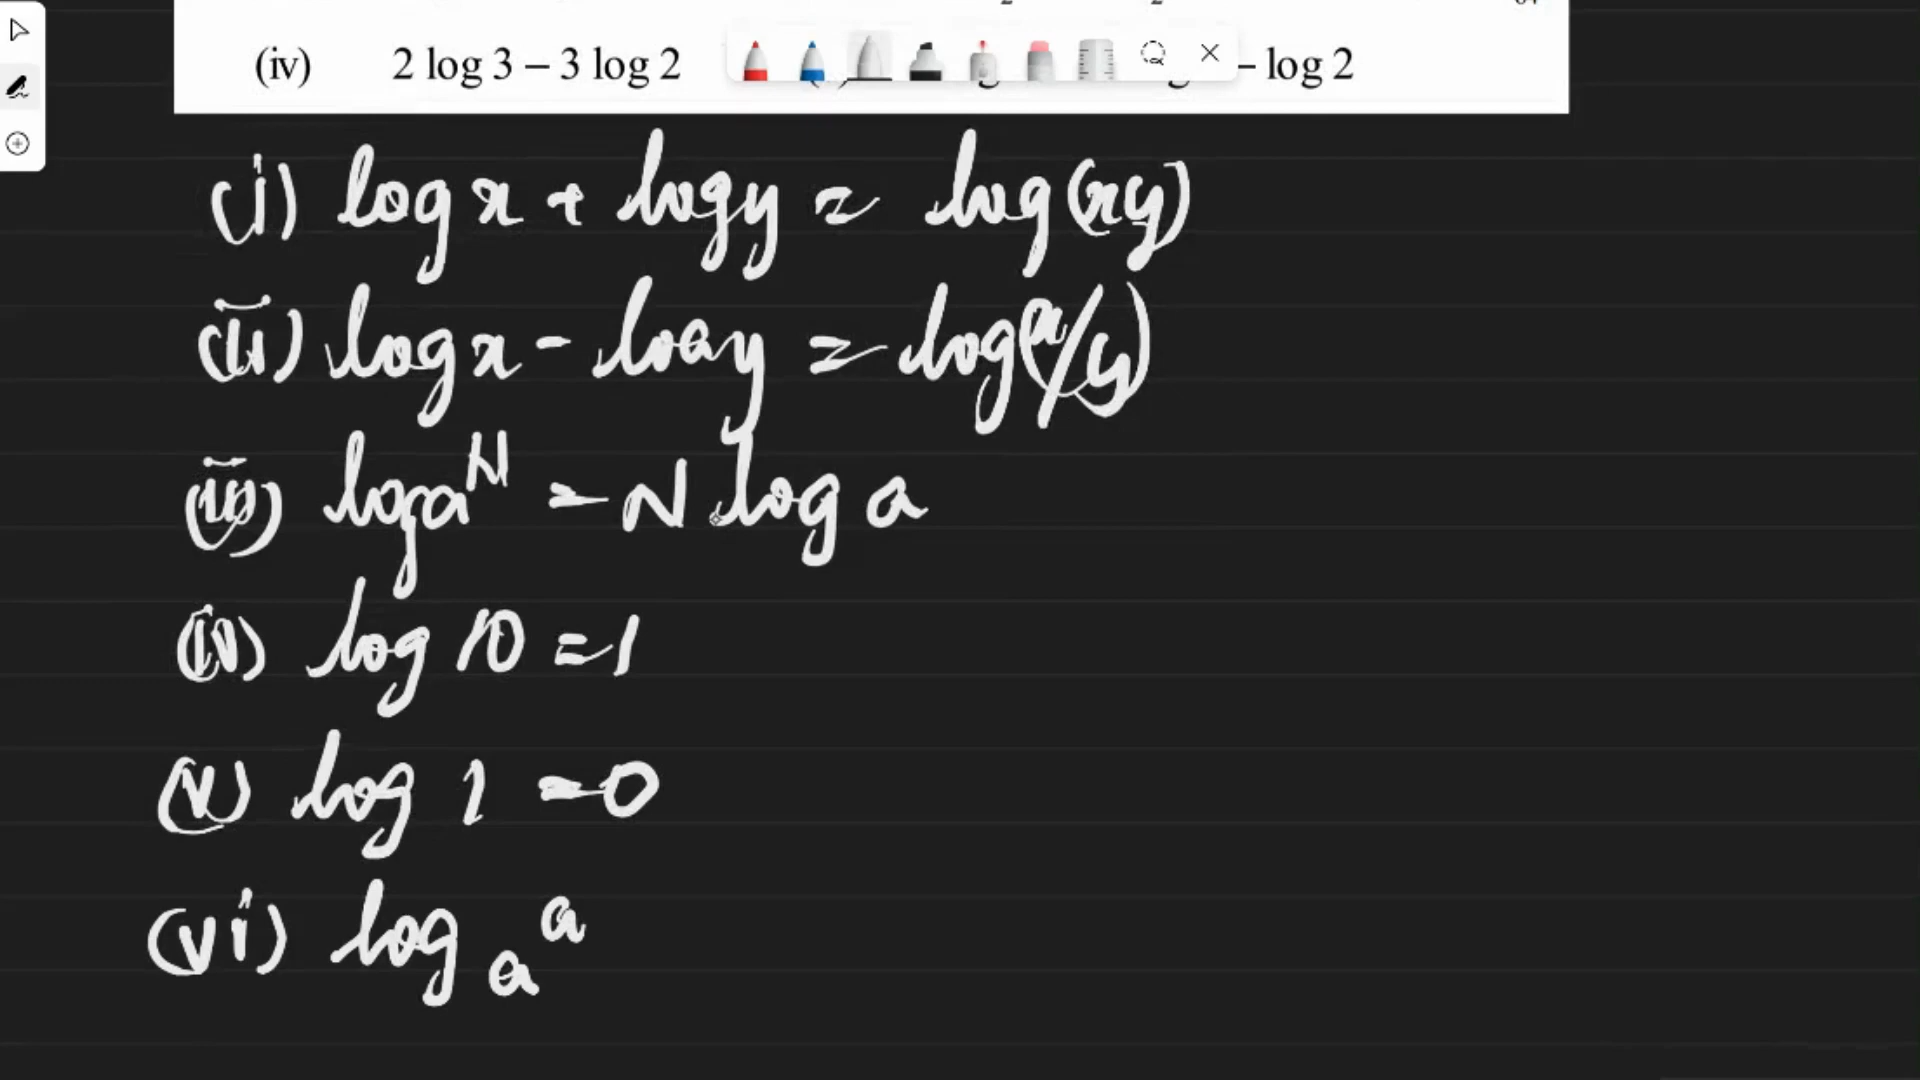 (iv) 2 log 3 – 3 log 2 – log 2
(i) log x + log y = log(xy)
(ii) log x - log y = log(x/y)
(iii) log a^N = N log a
(iv) log 10 = 1
(v) log 1 = 0
(vi) log_a a